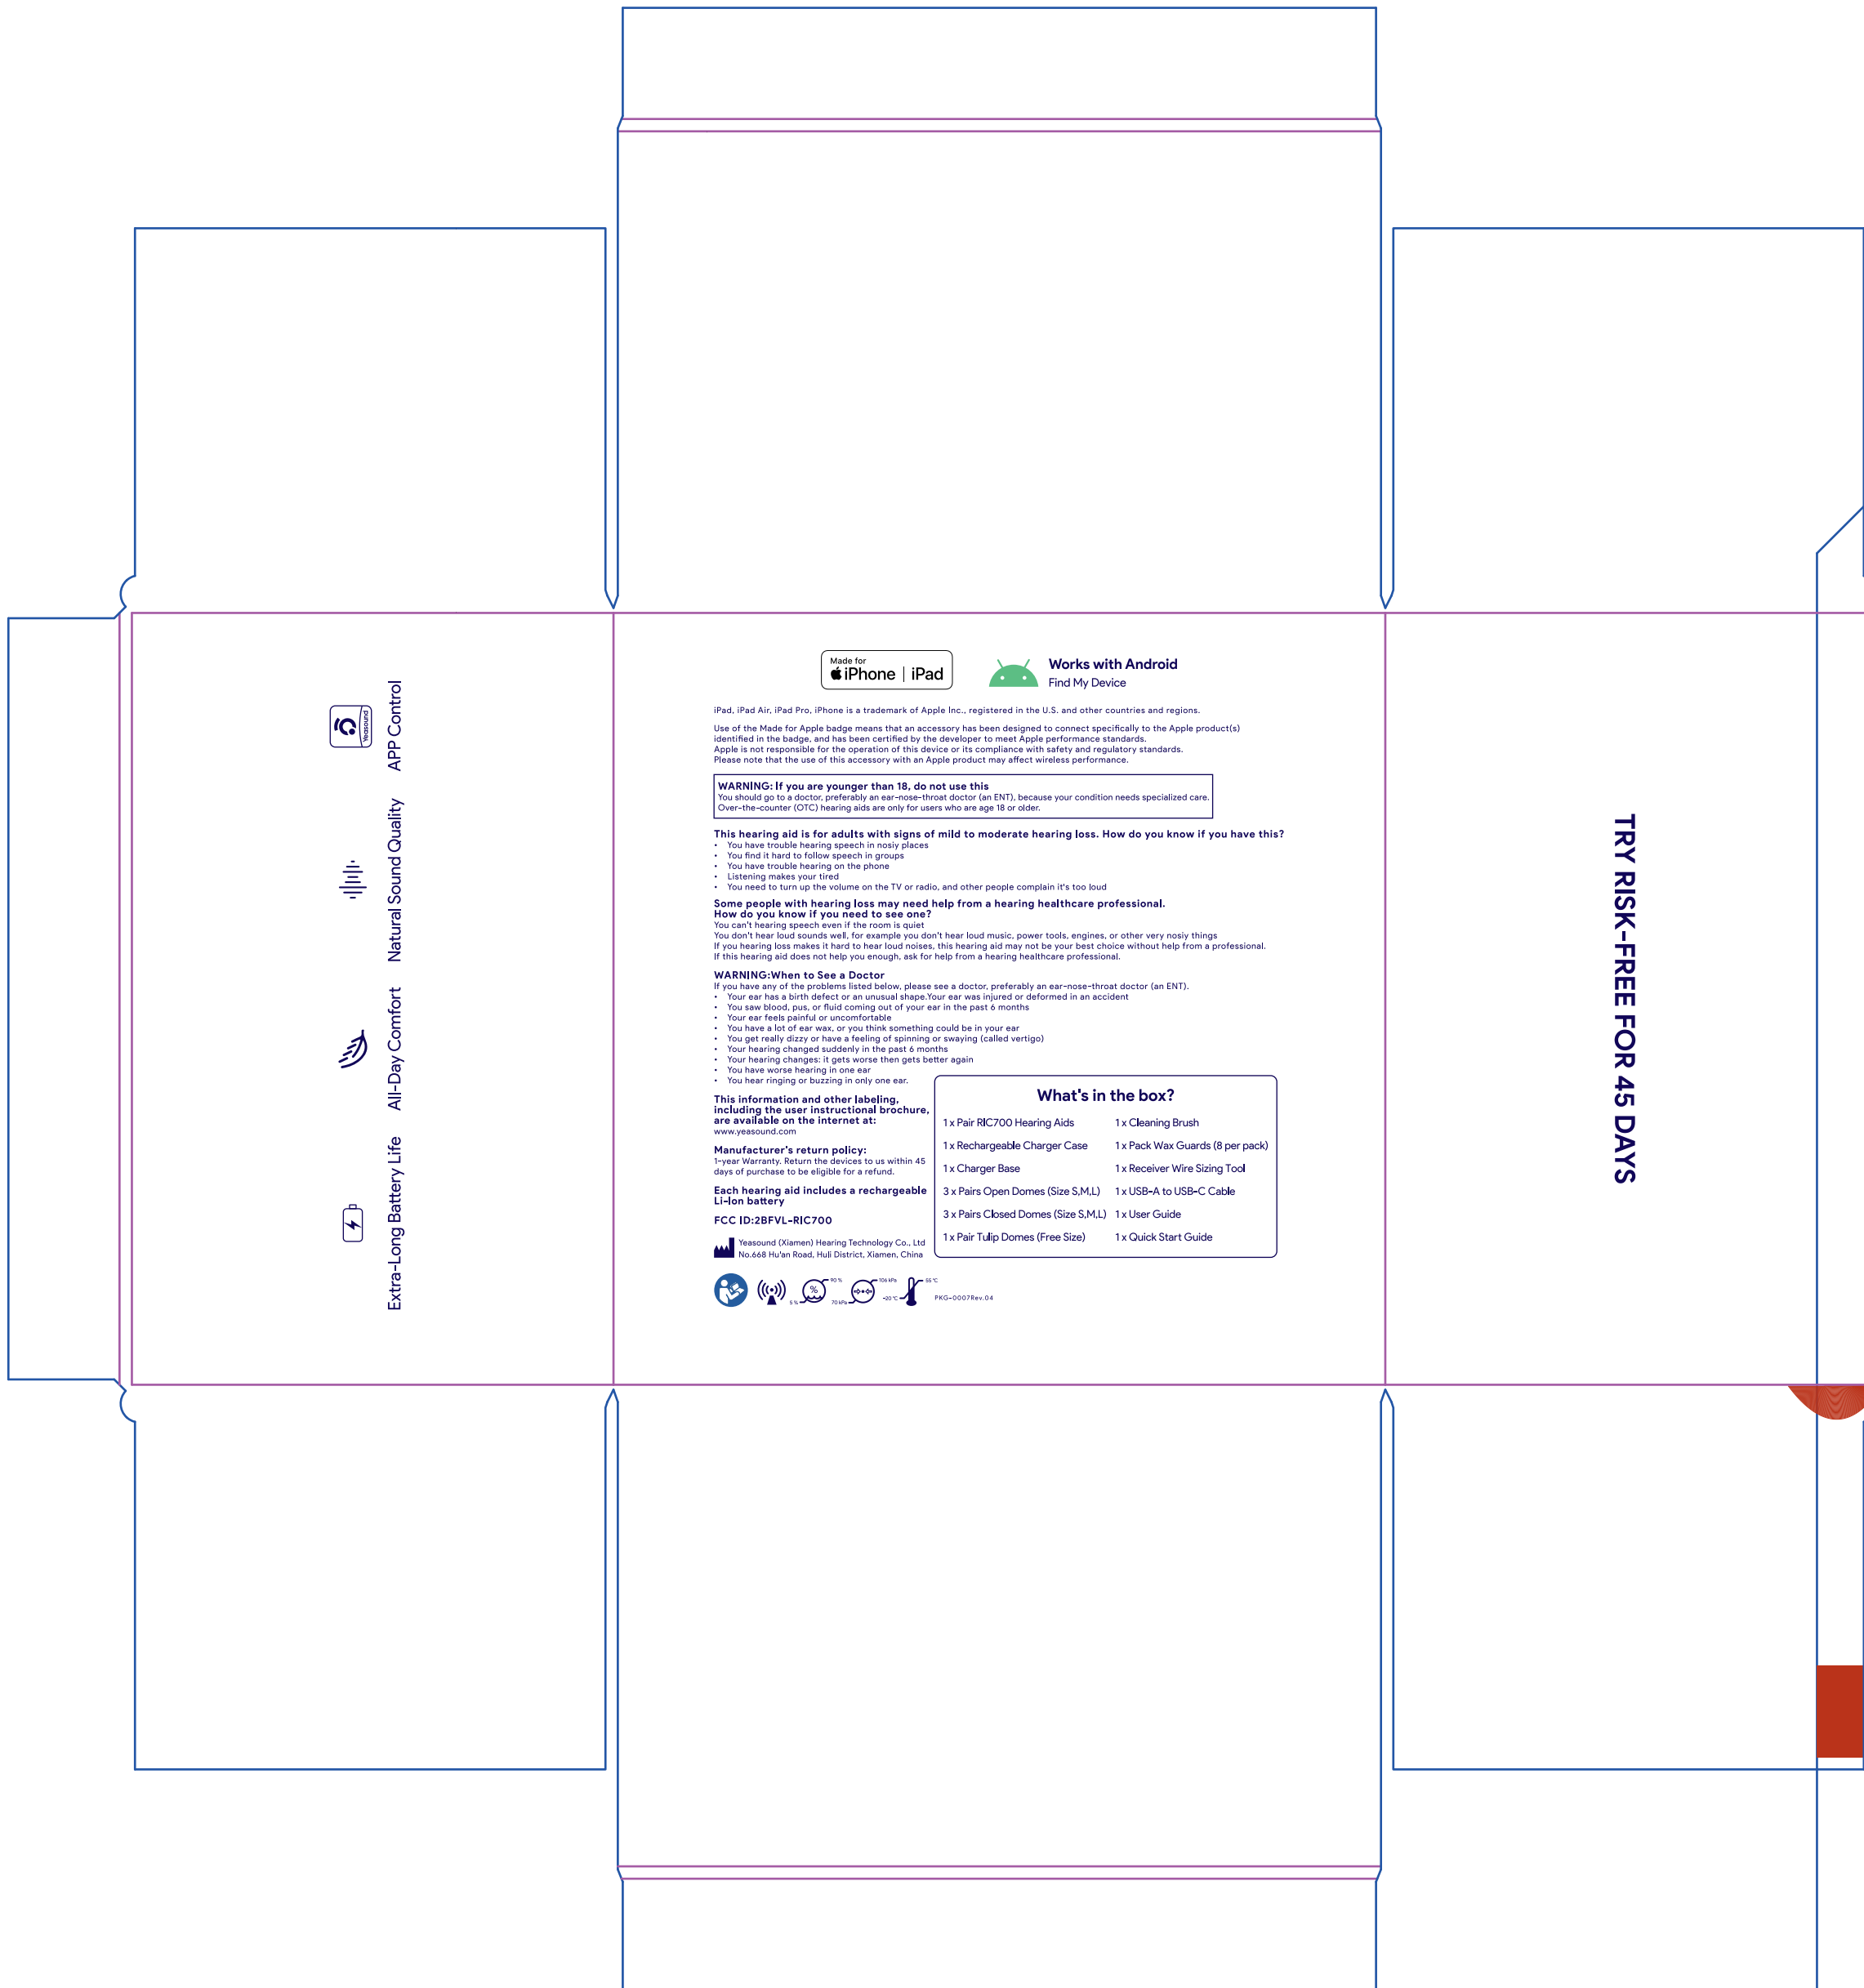 Made for
iPhone | iPad
Works with Android
Find My Device
iPad, iPad Air, iPad Pro, iPhone is a trademark of Apple Inc., registered in the U.S. and other countries and regions.
Use of the Made for Apple badge means that an accessory has been designed to connect specifically to the Apple product(s)
identified in the badge, and has been certified by the developer to meet Apple performance standards.
Apple is not responsible for the operation of this device or its compliance with safety and regulatory standards.
Please note that the use of this accessory with an Apple product may affect wireless performance.
WARNING: If you are younger than 18, do not use this
You should go to a doctor, preferably an ear-nose-throat doctor (an ENT), because your condition needs specialized care.
Over-the-counter (OTC) hearing aids are only for users who are age 18 or older.
This hearing aid is for adults with signs of mild to moderate hearing loss. How do you know if you have this?
• You have trouble hearing speech in nosiy places
• You find it hard to follow speech in groups
• You have trouble hearing on the phone
• Listening makes your tired
• You need to turn up the volume on the TV or radio, and other people complain it's too loud
Some people with hearing loss may need help from a hearing healthcare professional.
How do you know if you need to see one?
You can't hearing speech even if the room is quiet
You don't hear loud sounds well, for example you don't hear loud music, power tools, engines, or other very nosiy things
If you hearing loss makes it hard to hear loud noises, this hearing aid may not be your best choice without help from a professional.
If this hearing aid does not help you enough, ask for help from a hearing healthcare professional.
WARNING:When to See a Doctor
If you have any of the problems listed below, please see a doctor, preferably an ear-nose-throat doctor (an ENT).
• Your ear has a birth defect or an unusual shape.Your ear was injured or deformed in an accident
• You saw blood, pus, or fluid coming out of your ear in the past 6 months
• Your ear feels painful or uncomfortable
• You have a lot of ear wax, or you think something could be in your ear
• You get really dizzy or have a feeling of spinning or swaying (called vertigo)
• Your hearing changed suddenly in the past 6 months
• Your hearing changes: it gets worse then gets better again
• You have worse hearing in one ear
• You hear ringing or buzzing in only one ear.
This information and other labeling,
including the user instructional brochure,
are available on the internet at:
www.yeasound.com
Manufacturer's return policy:
1-year Warranty. Return the devices to us within 45
days of purchase to be eligible for a refund.
Each hearing aid includes a rechargeable
Li-Ion battery
FCC ID:2BFVL-RIC700
Yeasound (Xiamen) Hearing Technology Co., Ltd
No.668 Hu'an Road, Huli District, Xiamen, China
What's in the box?
1 x Pair RIC700 Hearing Aids
1 x Rechargeable Charger Case
1 x Charger Base
3 x Pairs Open Domes (Size S,M,L)
3 x Pairs Closed Domes (Size S,M,L)
1 x Pair Tulip Domes (Free Size)
1 x Cleaning Brush
1 x Pack Wax Guards (8 per pack)
1 x Receiver Wire Sizing Tool
1 x USB-A to USB-C Cable
1 x User Guide
1 x Quick Start Guide
5 %
%
90 %
70 kPa
106 kPa
-20 °C
55 °C
PKG-0007Rev.04
Extra-Long Battery Life
All-Day Comfort
Natural Sound Quality
Yeasound
APP Control
TRY RISK-FREE FOR 45 DAYS